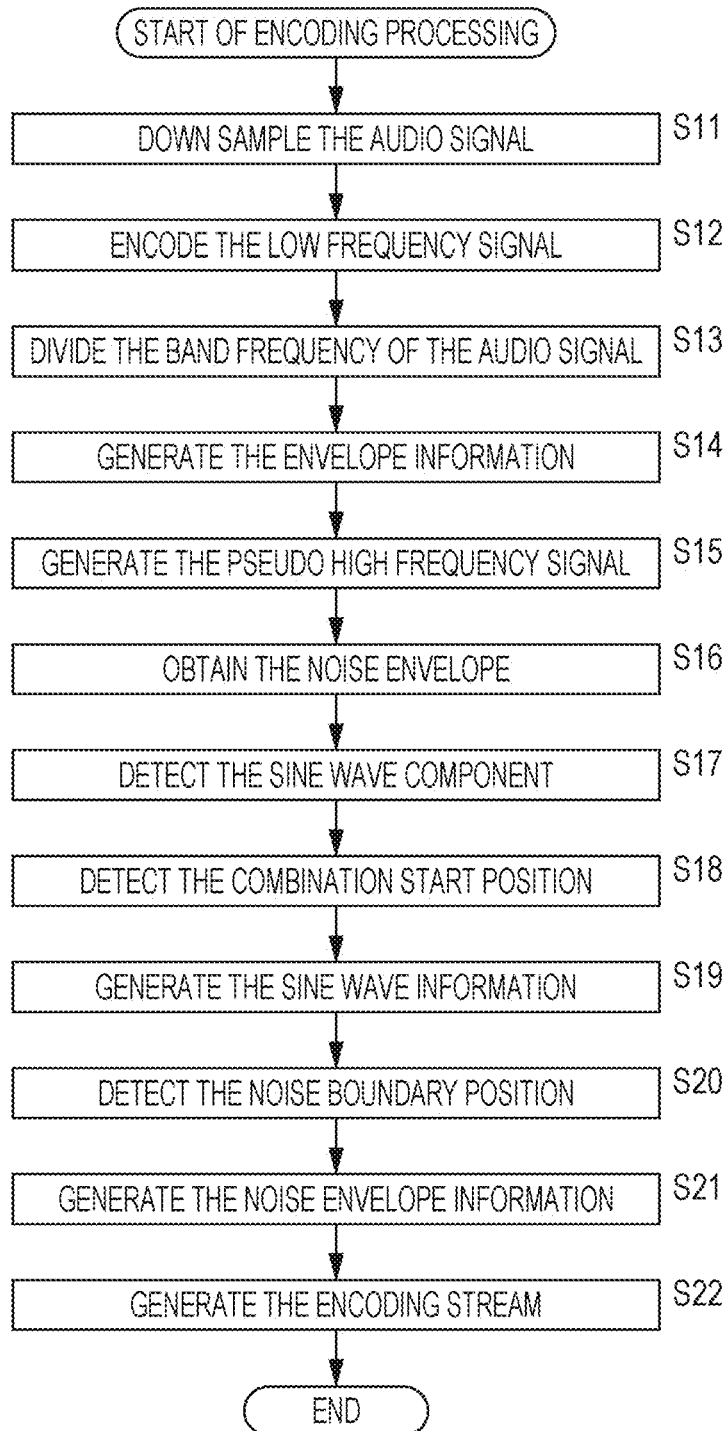 START OF ENCODING PROCESSING
DOWN SAMPLE THE AUDIO SIGNAL S11
ENCODE THE LOW FREQUENCY SIGNAL S12
DIVIDE THE BAND FREQUENCY OF THE AUDIO SIGNAL S13
GENERATE THE ENVELOPE INFORMATION S14
GENERATE THE PSEUDO HIGH FREQUENCY SIGNAL S15
OBTAIN THE NOISE ENVELOPE S16
DETECT THE SINE WAVE COMPONENT S17
DETECT THE COMBINATION START POSITION S18
GENERATE THE SINE WAVE INFORMATION S19
DETECT THE NOISE BOUNDARY POSITION S20
GENERATE THE NOISE ENVELOPE INFORMATION S21
GENERATE THE ENCODING STREAM S22
END